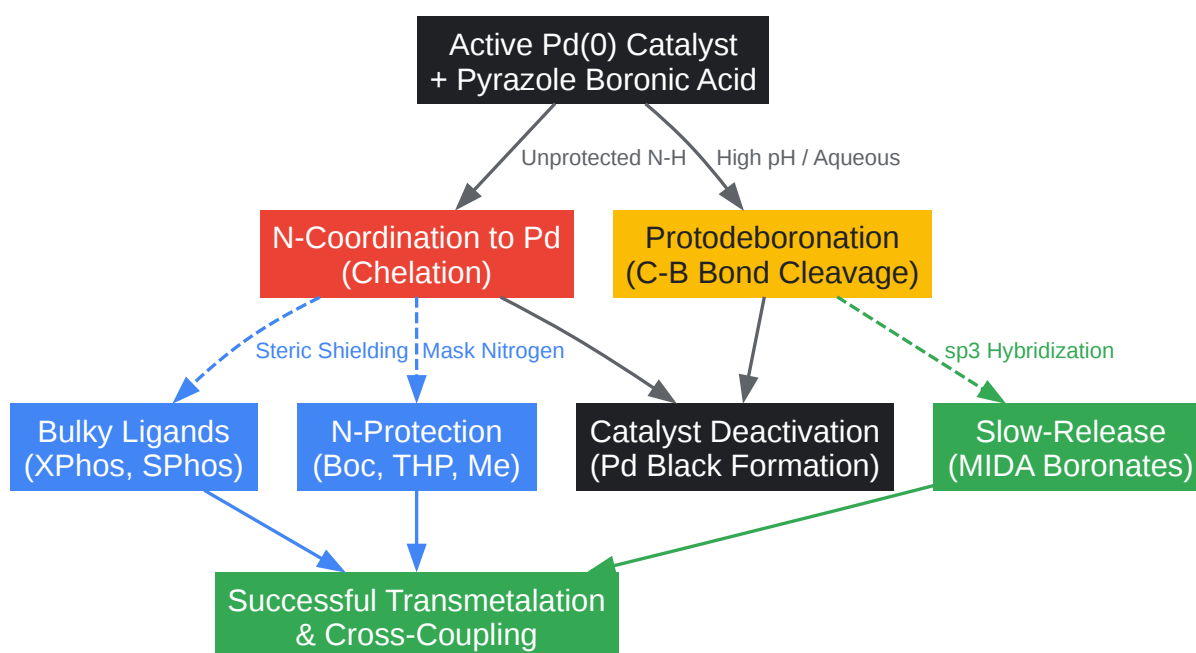 Active Pd(0) Catalyst
+ Pyrazole Boronic Acid
Unprotected N-H
High pH / Aqueous
N-Coordination to Pd
(Chelation)
Protodeboronation
(C-B Bond Cleavage)
Steric Shielding
Mask Nitrogen
sp3 Hybridization
Bulky Ligands
(XPhos, SPhos)
N-Protection
(Boc, THP, Me)
Catalyst Deactivation
(Pd Black Formation)
Slow-Release
(MIDA Boronates)
Successful Transmetalation
& Cross-Coupling